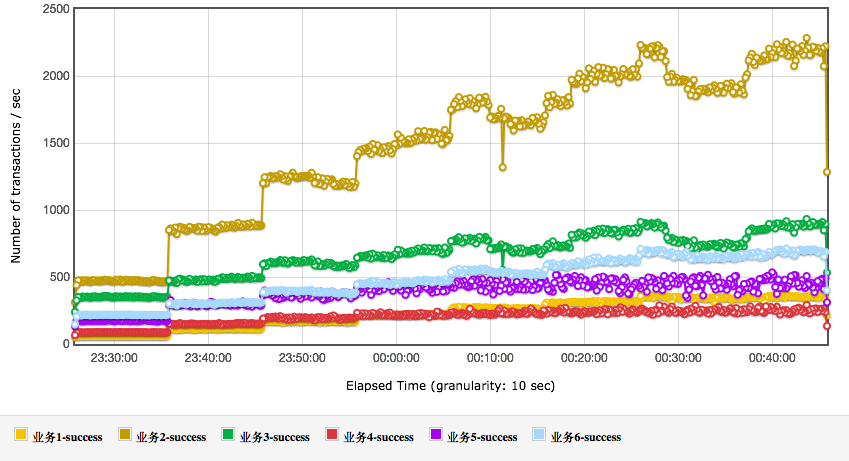 Number of transactions / sec
2500
2000
1500
1000
500
0
23:30:00 23:40:00 23:50:00 00:00:00 00:10:00 00:20:00 00:30:00 00:40:00
Elapsed Time (granularity: 10 sec)
业务1-success 业务2-success 业务3-success 业务4-success 业务5-success 业务6-success